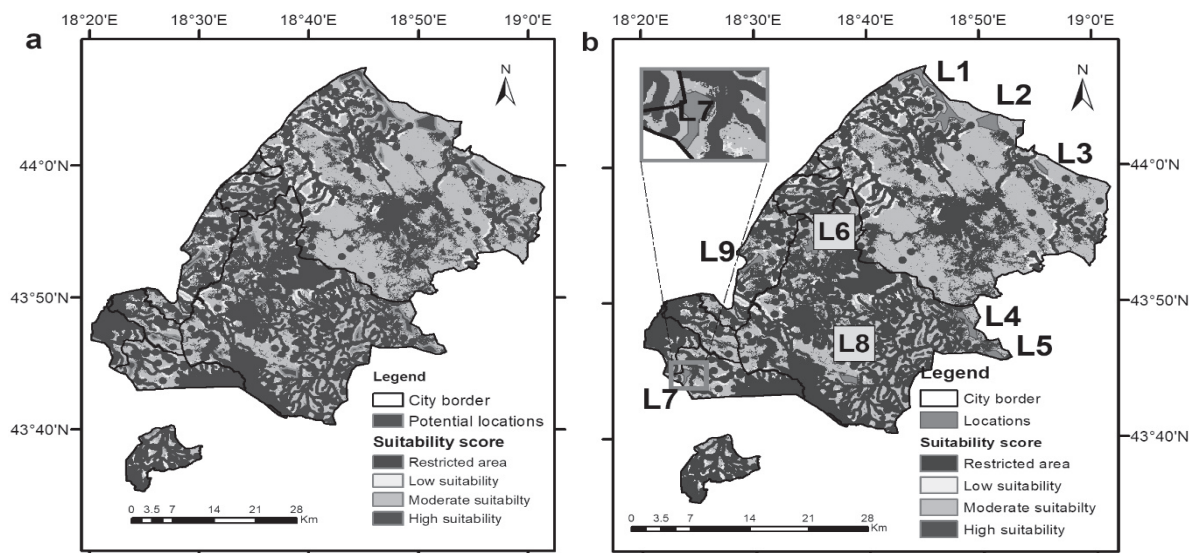 18°20'E 18°30'E 18°40'E 18°50'E 19°0'E
a
N
44°0'N
43°50'N
43°40'N
Legend
City border
Potential locations
Suitability score
Restricted area
Low suitability
Moderate suitabilty
High suitability
0 3.5 7 14 21 28
Km
18°20'E 18°30'E 18°40'E 18°50'E 19°0'E
b
N
L1
L2
L7
L3
44°0'N
L6
L9
43°50'N
L4
L8
L5
L7
Legend
City border
Locations
43°40'N
Suitability score
Restricted area
Low suitability
Moderate suitabilty
High suitability
0 3.5 7 14 21 28
Km